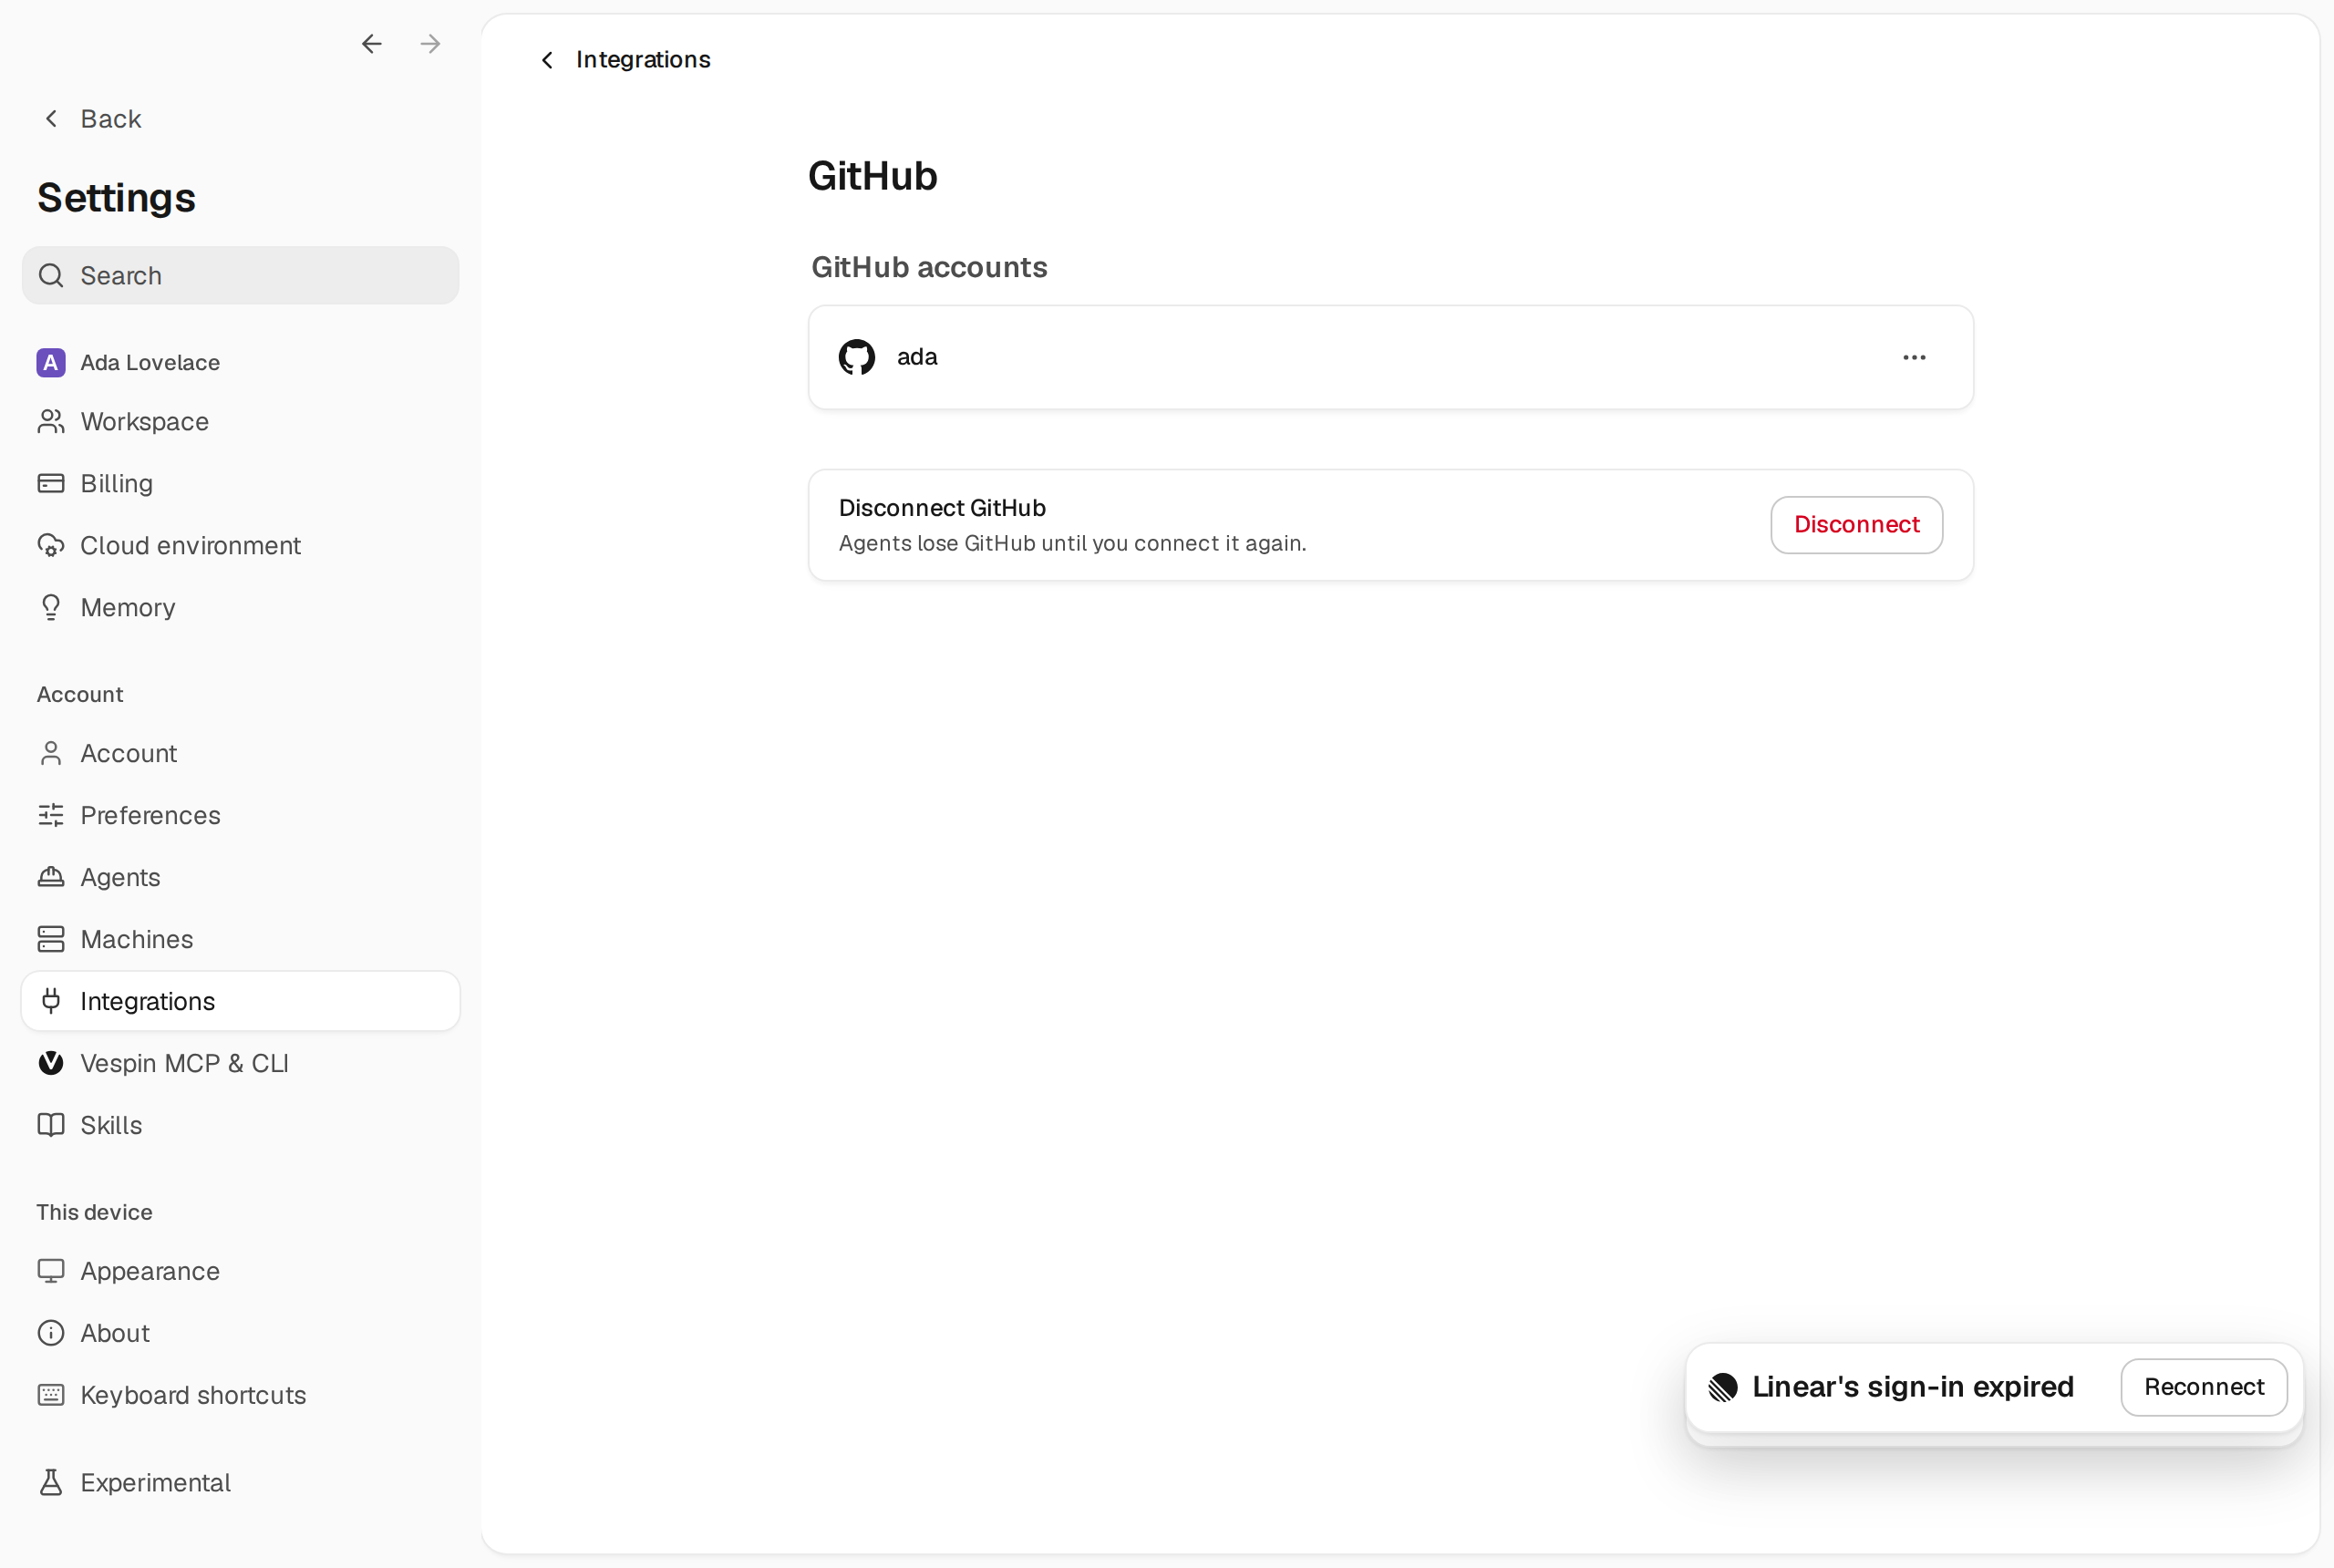 Back
Settings
Search
A Ada Lovelace
Workspace
Billing
Cloud environment
Memory
Account
Account
Preferences
Agents
Machines
Integrations
Vespin MCP & CLI
Skills
This device
Appearance
About
Keyboard shortcuts
Experimental
Integrations
GitHub
GitHub accounts
ada
Disconnect GitHub
Agents lose GitHub until you connect it again.
Disconnect
Linear's sign-in expired
Reconnect